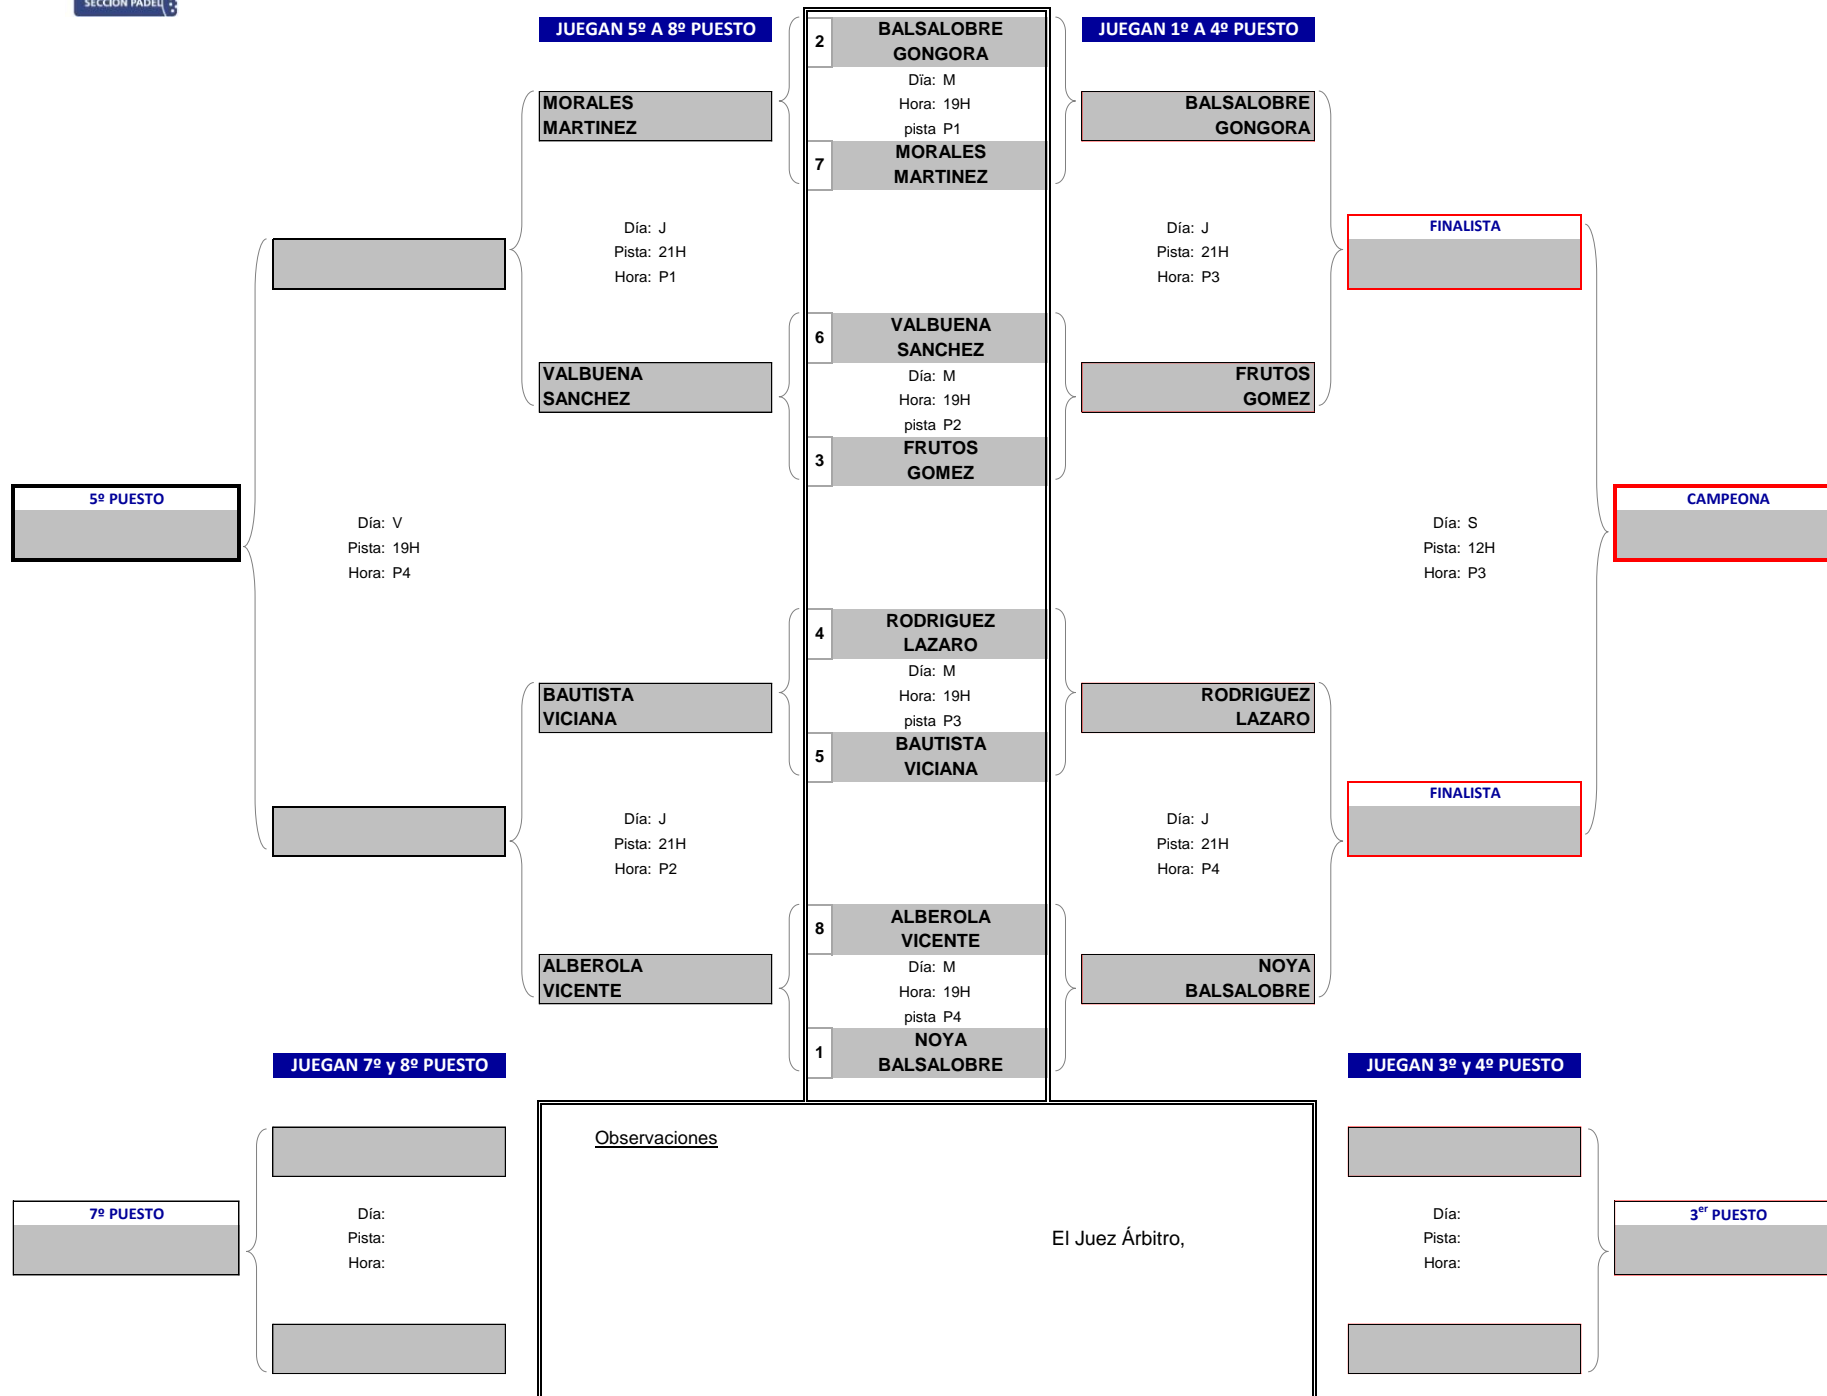 SECCION PADEL
JUEGAN 5º A 8º PUESTO
2
BALSALOBRE
GONGORA
JUEGAN 1º A 4º PUESTO
Dïa: M
Hora: 19H
pista P1
MORALES
MARTINEZ
BALSALOBRE
GONGORA
7
MORALES
MARTINEZ
Día: J
Pista: 21H
Hora: P1
Día: J
Pista: 21H
Hora: P3
FINALISTA
6
VALBUENA
SANCHEZ
Día: M
Hora: 19H
pista P2
VALBUENA
SANCHEZ
FRUTOS
GOMEZ
3
FRUTOS
GOMEZ
5º PUESTO
Día: V
Pista: 19H
Hora: P4
Día: S
Pista: 12H
Hora: P3
CAMPEONA
4
RODRIGUEZ
LAZARO
Día: M
Hora: 19H
pista P3
BAUTISTA
VICIANA
RODRIGUEZ
LAZARO
5
BAUTISTA
VICIANA
FINALISTA
Día: J
Pista: 21H
Hora: P2
Día: J
Pista: 21H
Hora: P4
8
ALBEROLA
VICENTE
Día: M
Hora: 19H
pista P4
ALBEROLA
VICENTE
NOYA
BALSALOBRE
1
NOYA
BALSALOBRE
JUEGAN 7º y 8º PUESTO
JUEGAN 3º y 4º PUESTO
Observaciones
7º PUESTO
Día:
Pista:
Hora:
El Juez Árbitro,
Día:
Pista:
Hora:
3er PUESTO